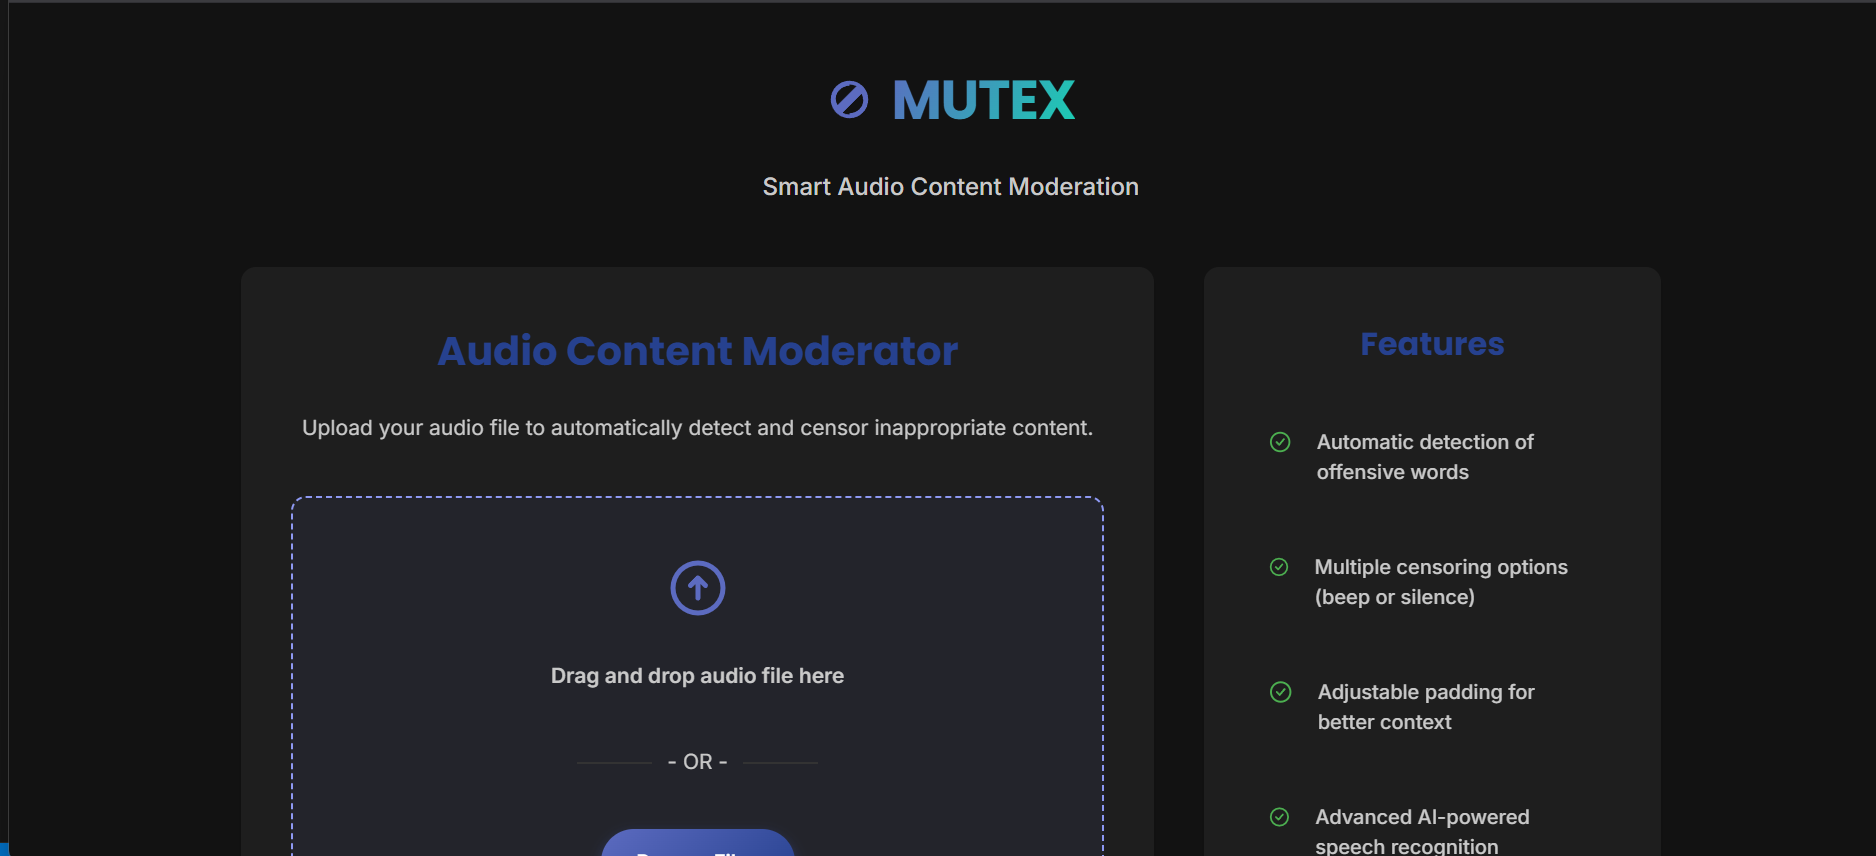 MUTEX
Smart Audio Content Moderation
Audio Content Moderator
Upload your audio file to automatically detect and censor inappropriate content.
Drag and drop audio file here
- OR -
Features
Automatic detection of
offensive words
Multiple censoring options
(beep or silence)
Adjustable padding for
better context
Advanced AI-powered
speech recognition